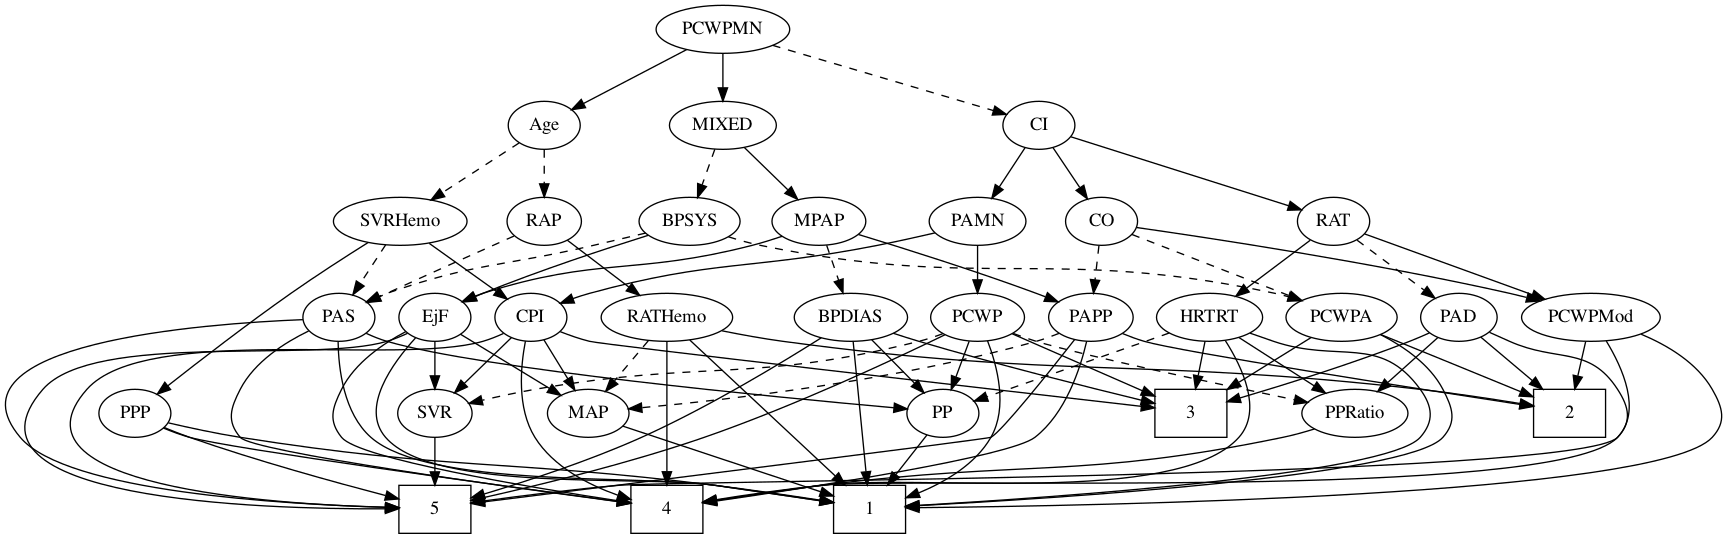 PCWPMN
Age MIXED CI
SVRHemo RAP BPSYS MPAP PAMN CO RAT
PAS EjF CPI RATHemo BPDIAS PCWP PAPP HRTRT PCWPA PAD PCWPMod
PPP SVR MAP PP 3 PPRatio 2
5 4 1